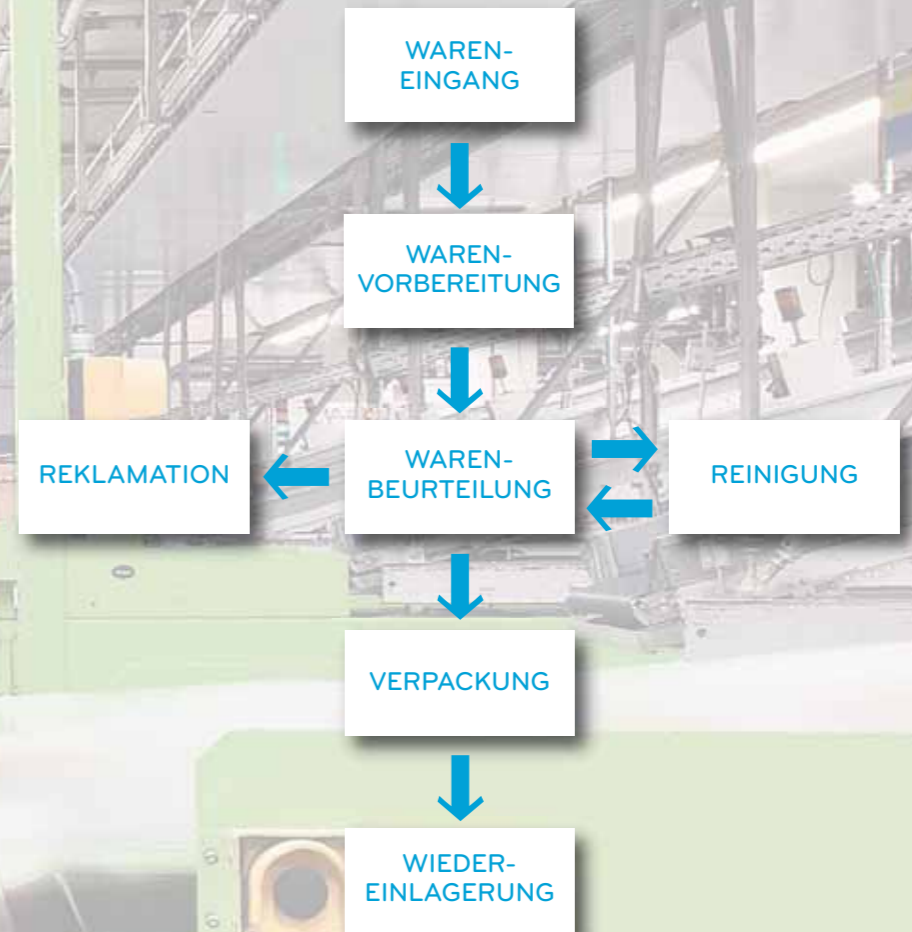 WAREN-
EINGANG
WAREN-
VORBEREITUNG
REKLAMATION
WAREN-
BEURTEILUNG
REINIGUNG
VERPACKUNG
WIEDER-
EINLAGERUNG